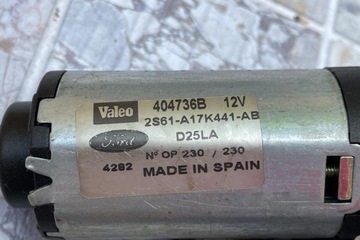 Valeo 404736B 12V
2S61-A17K441-AB
Ford D25LA
Nº OP 230 / 230
4282 MADE IN SPAIN